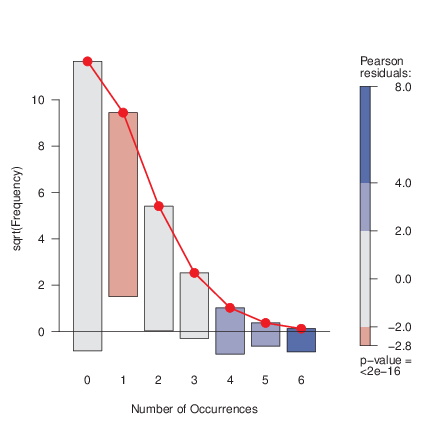 Pearson
residuals:
8.0
4.0
2.0
0.0
−2.0
−2.8
p−value =
<2e−16
sqrt(Frequency)
10
8
6
4
2
0
0 1 2 3 4 5 6
Number of Occurrences